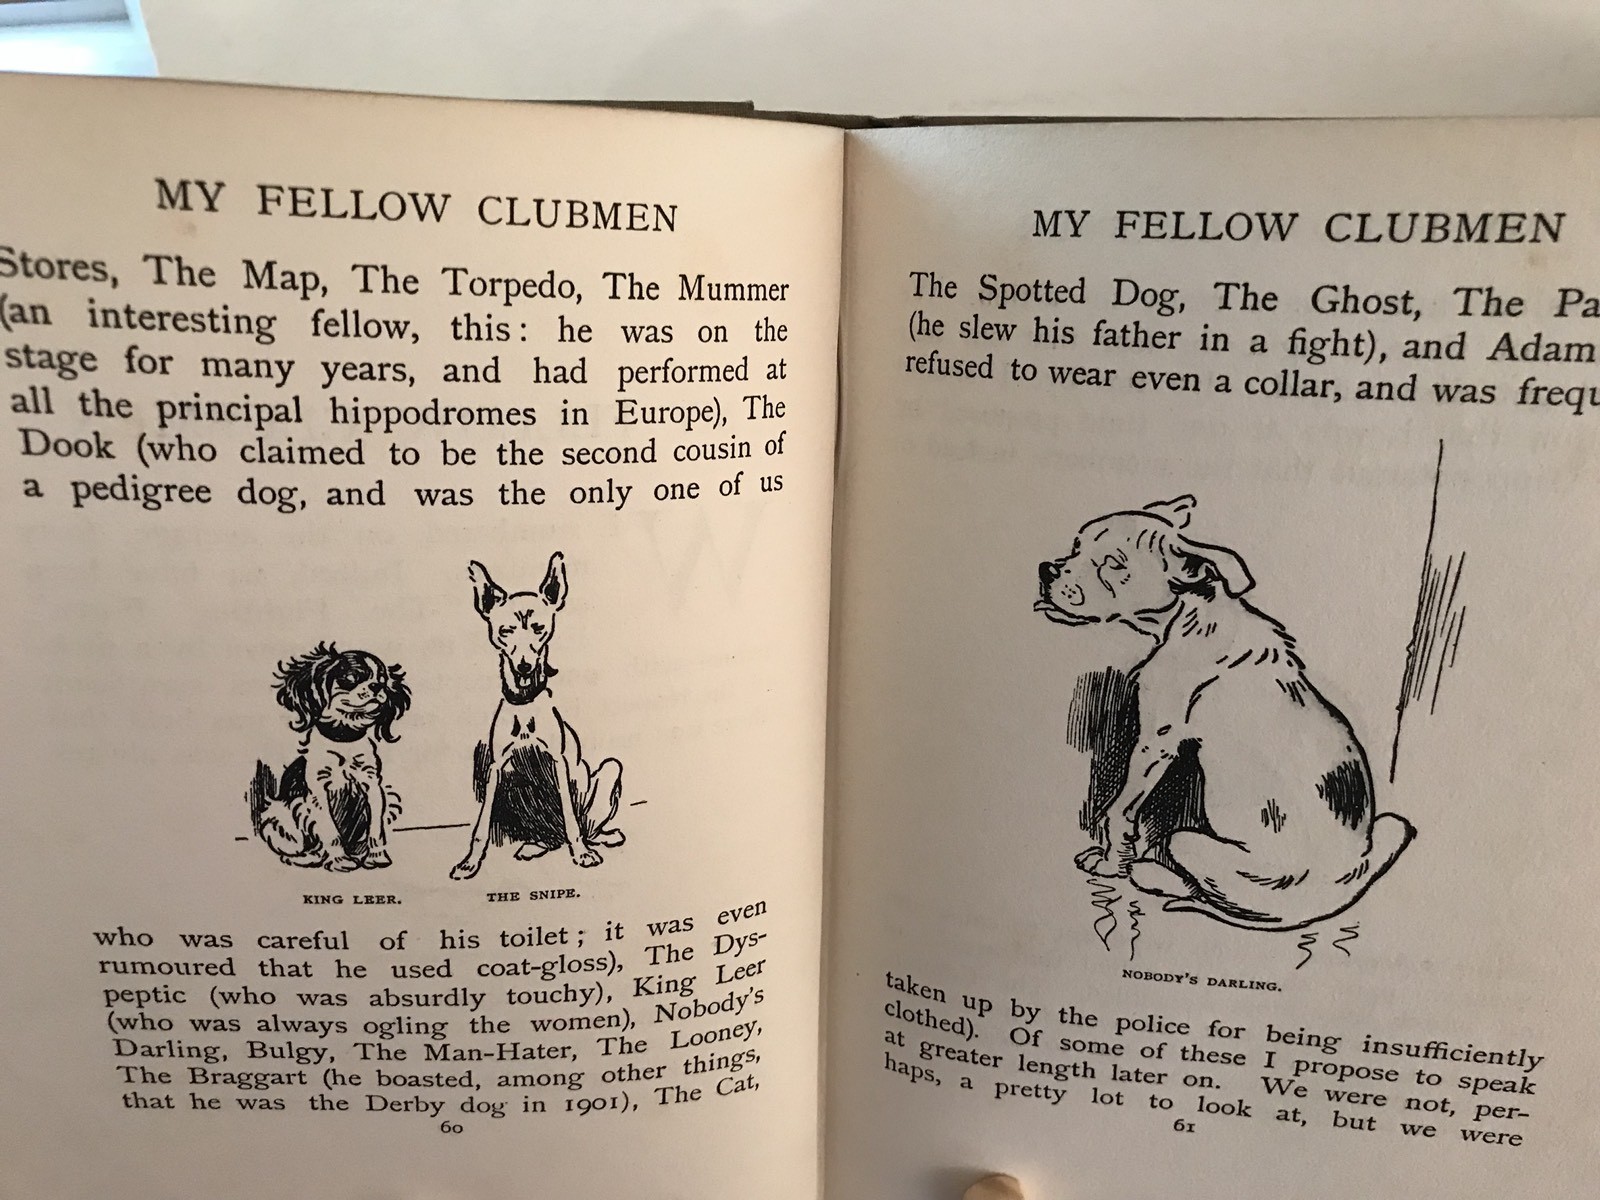 MY FELLOW CLUBMEN
Stores, The Map, The Torpedo, The Mummer
(an interesting fellow, this: he was on the
stage for many years, and had performed at
all the principal hippodromes in Europe), The
Dook (who claimed to be the second cousin of
a pedigree dog, and was the only one of us
KING LEER.
THE SNIPE.
who was careful of his toilet; it was even
rumoured that he used coat-gloss), The Dys-
peptic (who was absurdly touchy), King Leer
(who was always ogling the women), Nobody's
Darling, Bulgy, The Man-Hater, The Looney,
The Braggart (he boasted, among other things,
that he was the Derby dog in 1901), The Cat,
60
MY FELLOW CLUBMEN
The Spotted Dog, The Ghost, The
(he slew his father in a fight), and Adam
refused to wear even a collar, and was
NOBODY'S DARLING.
taken up by the police for being insufficiently
clothed). Of some of these I propose to speak
at greater length later on. We were not, per-
haps, a pretty lot to look at, but we were
61